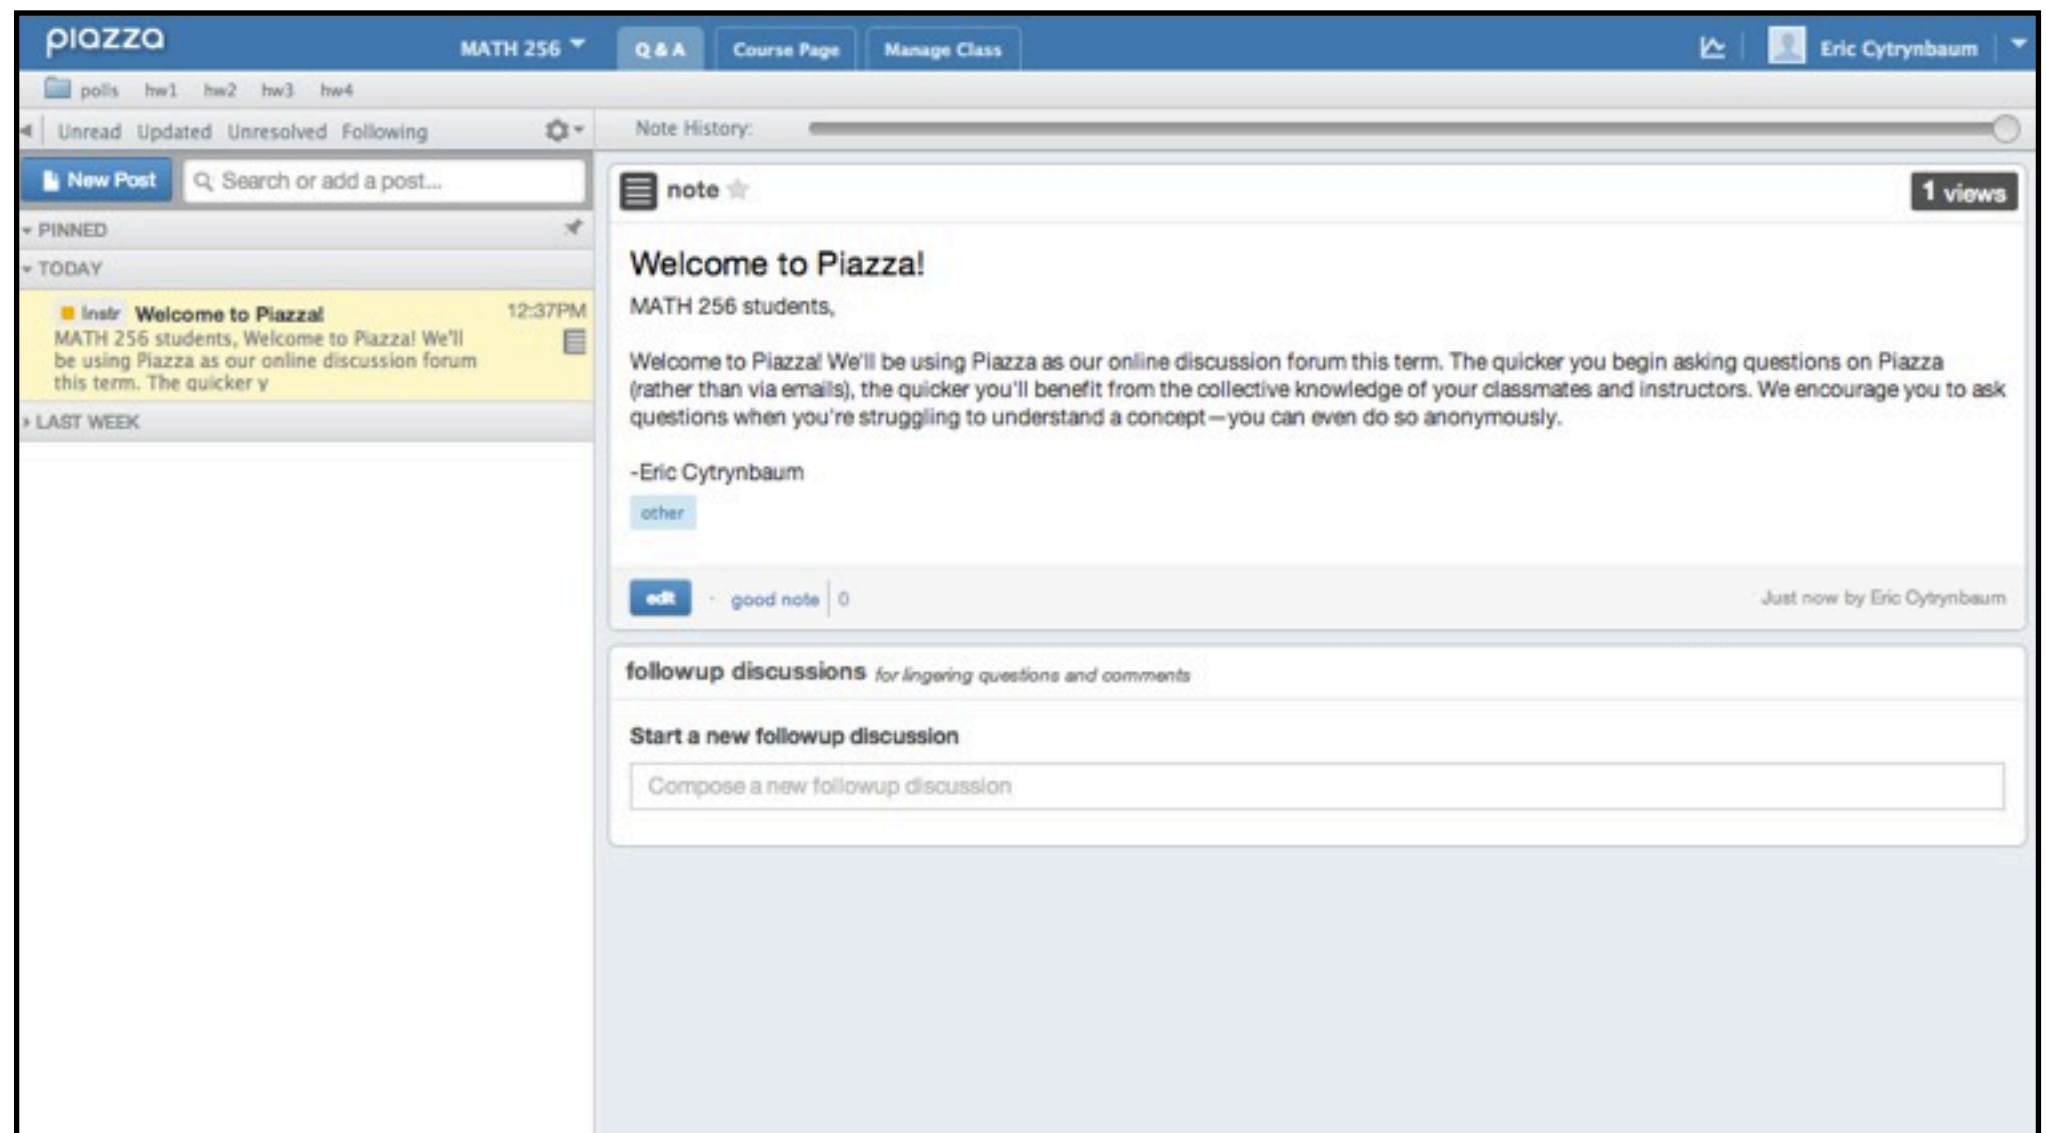 piazza MATH 256 Q & A Course Page Manage Class Eric Cytrynbaum
polls hw1 hw2 hw3 hw4
Unread Updated Unresolved Following Note History:
New Post Search or add a post...
note 1 views
PINNED
TODAY
Instr Welcome to Piazza! 12:37PM
MATH 256 students, Welcome to Piazza! We'll
be using Piazza as our online discussion forum
this term. The quicker y
LAST WEEK
Welcome to Piazza!
MATH 256 students,
Welcome to Piazza! We'll be using Piazza as our online discussion forum this term. The quicker you begin asking questions on Piazza
(rather than via emails), the quicker you'll benefit from the collective knowledge of your classmates and instructors. We encourage you to ask
questions when you're struggling to understand a concept—you can even do so anonymously.
-Eric Cytrynbaum
other
edit · good note 0 Just now by Eric Cytrynbaum
followup discussions for lingering questions and comments
Start a new followup discussion
Compose a new followup discussion